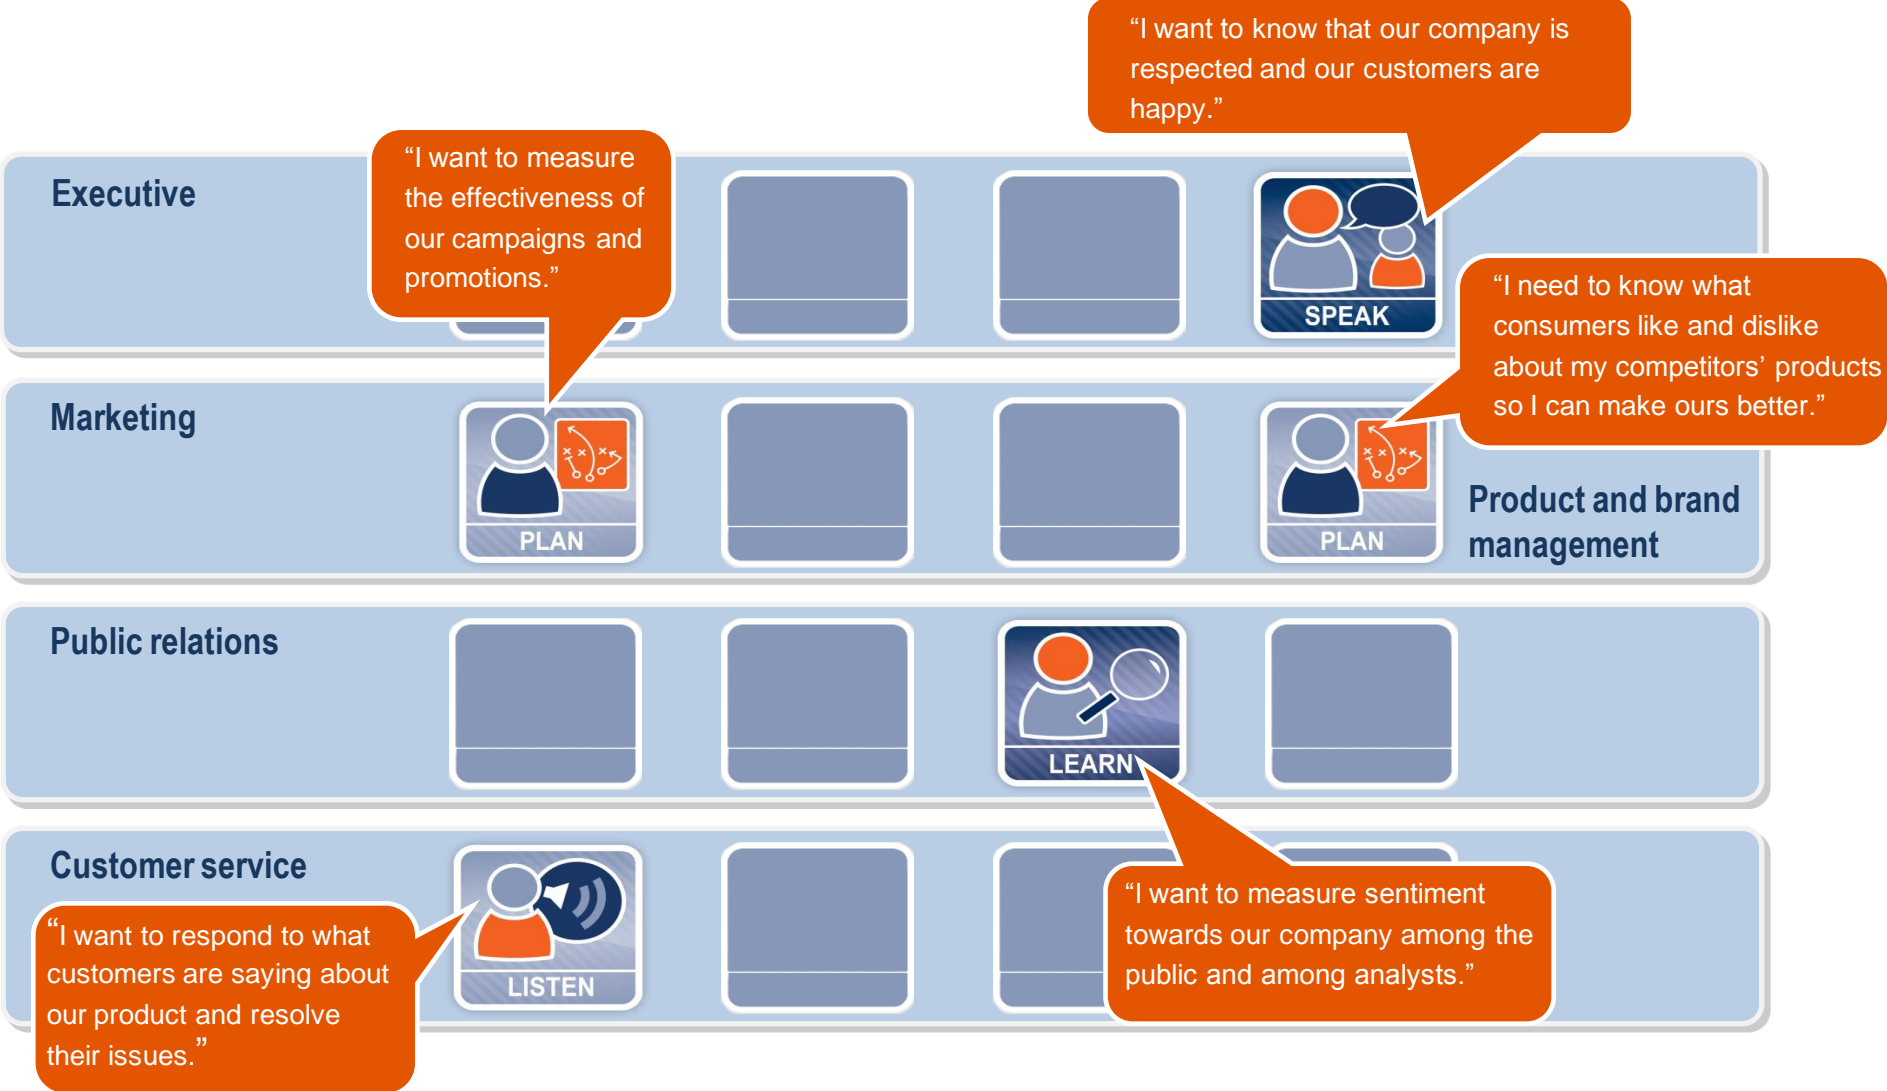 “I want to know that our company is
respected and our customers are
happy.”
Executive
“I want to measure
the effectiveness of
our campaigns and
promotions.”
SPEAK
“I need to know what
consumers like and dislike
about my competitors’ products
so I can make ours better.”
Marketing
PLAN
PLAN
Product and brand
management
Public relations
LEARN
Customer service
“I want to respond to what
customers are saying about
our product and resolve
their issues.”
LISTEN
“I want to measure sentiment
towards our company among the
public and among analysts.”